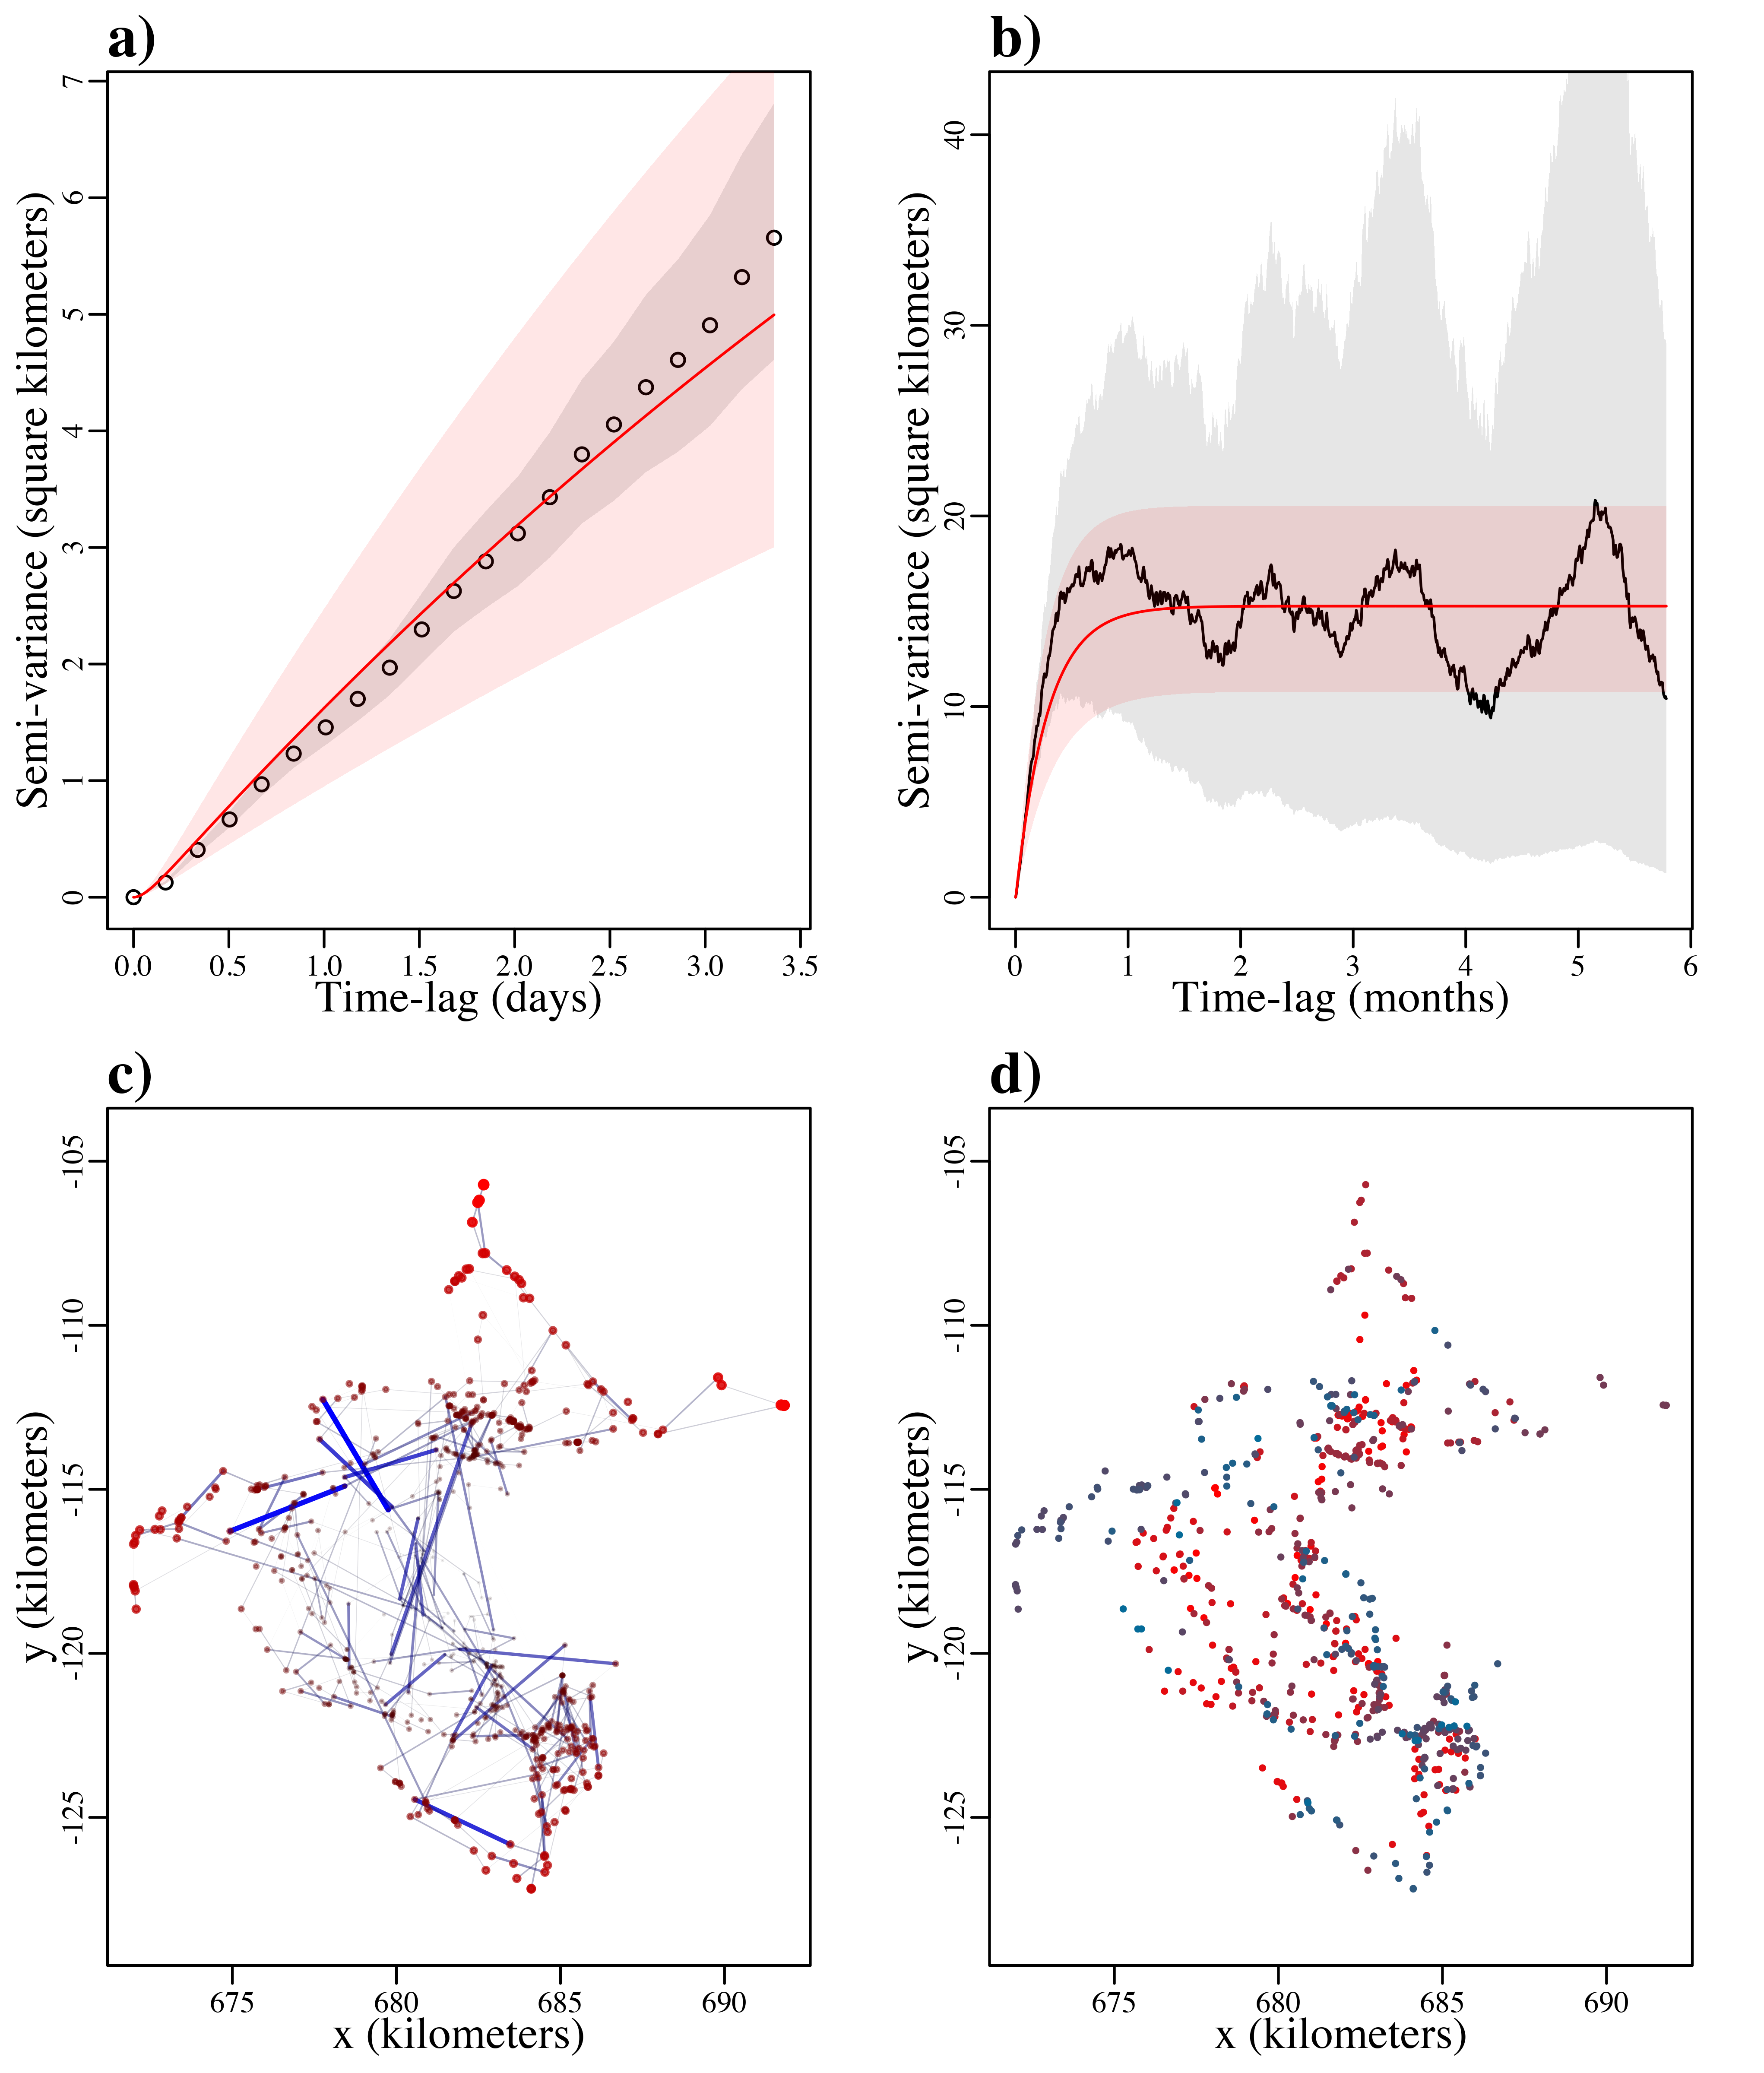 a)
Semi-variance (square kilometers)
7
6
5
4
3
2
1
0
0.0 0.5 1.0 1.5 2.0 2.5 3.0 3.5
Time-lag (days)
b)
Semi-variance (square kilometers)
40
30
20
10
0
0 1 2 3 4 5 6
Time-lag (months)
c)
y (kilometers)
-105
-110
-115
-120
-125
675 680 685 690
x (kilometers)
d)
y (kilometers)
-105
-110
-115
-120
-125
675 680 685 690
x (kilometers)